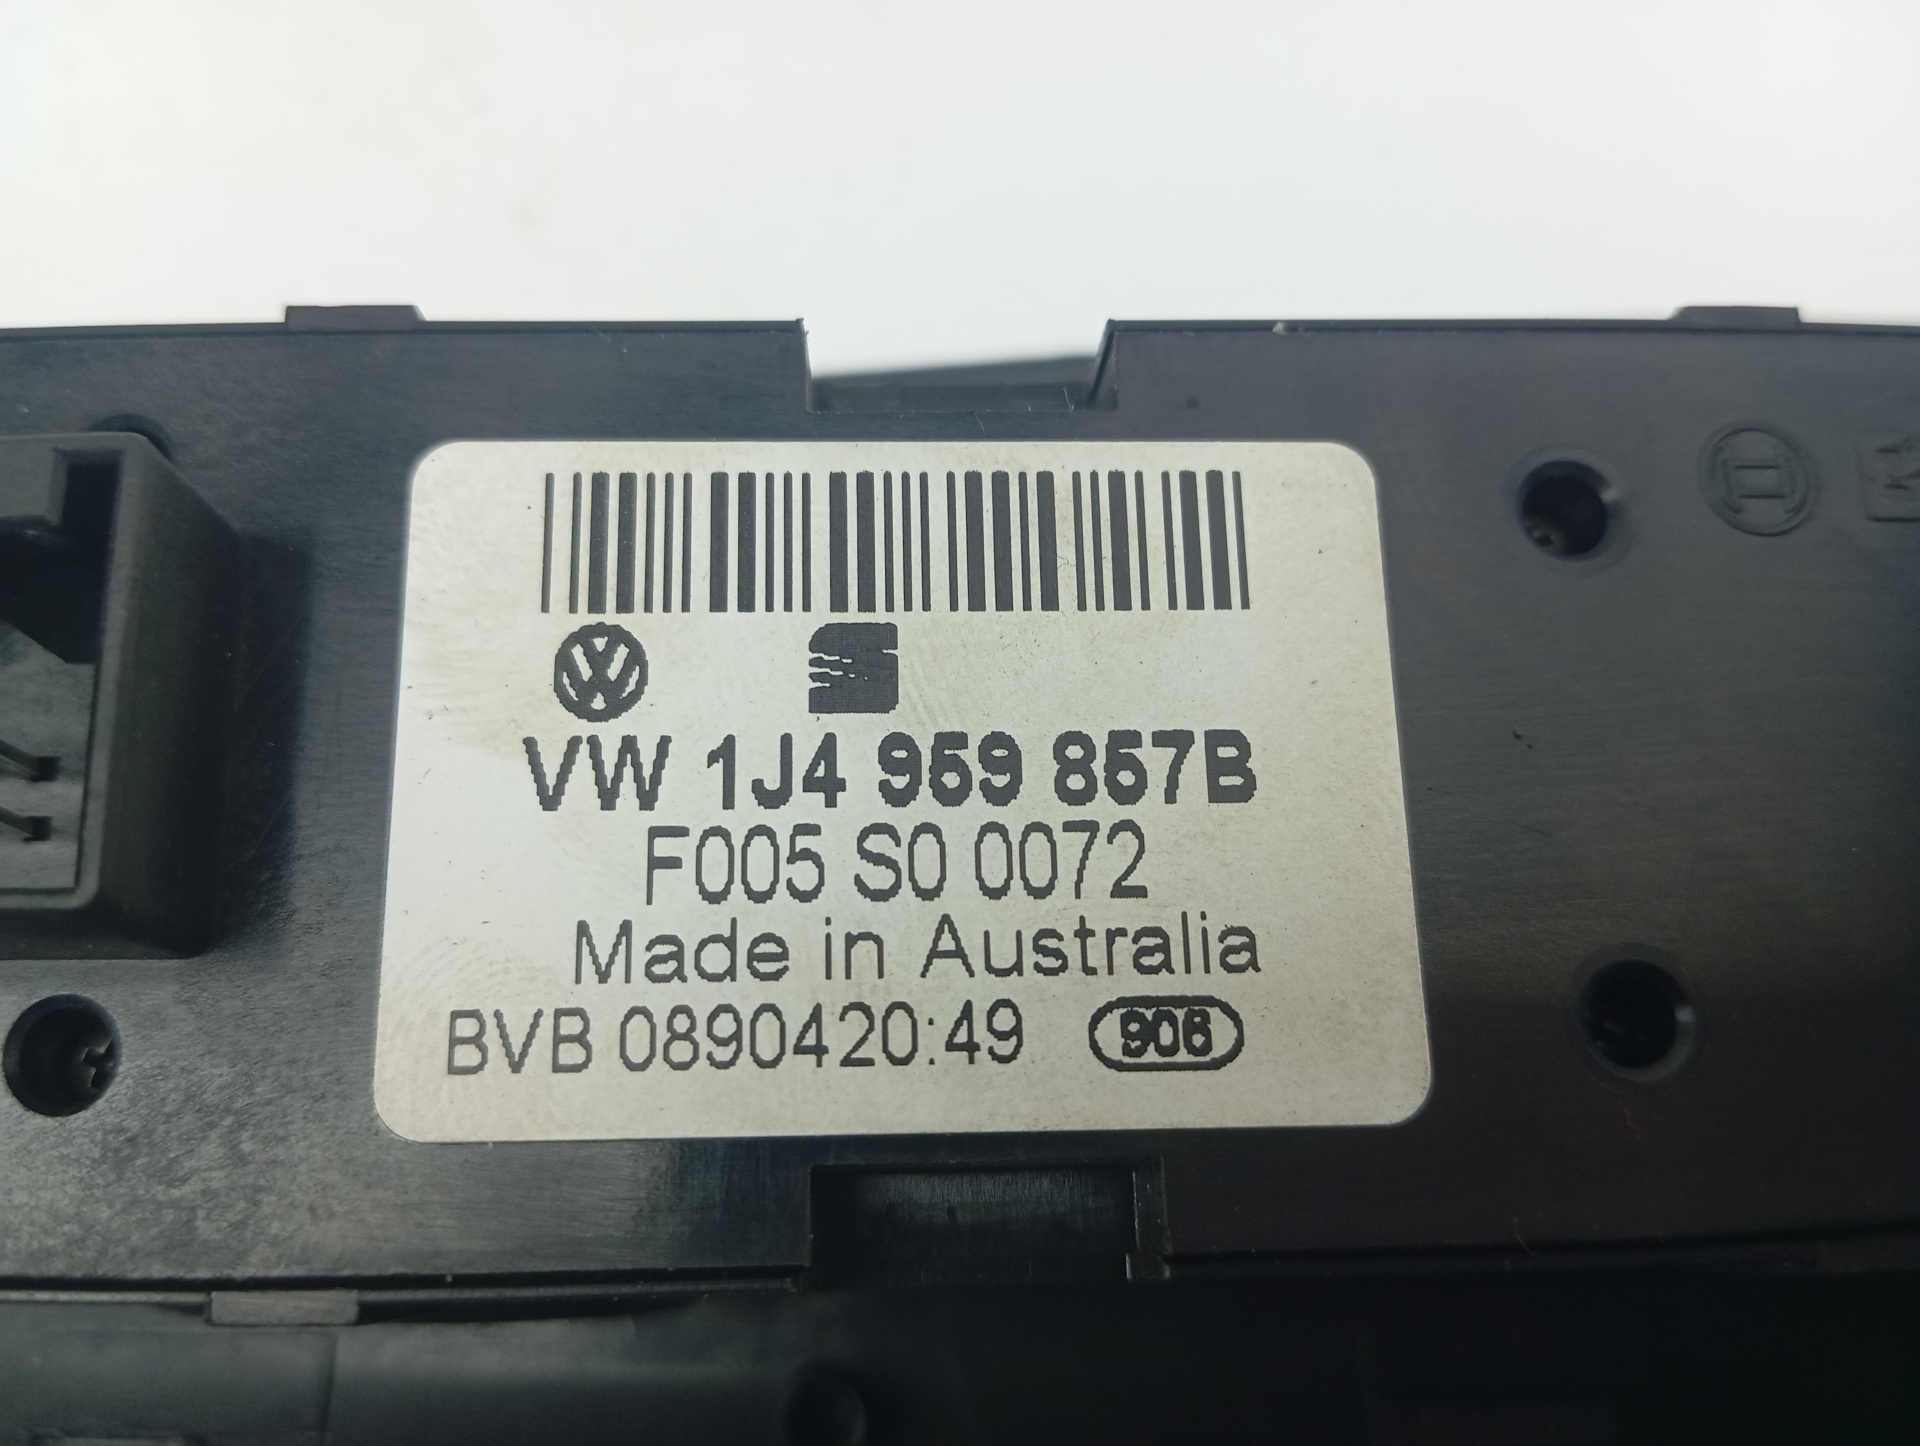 VW 1J4 959 857B
F005 S0 0072
Made in Australia
BVB 0890420:49 906